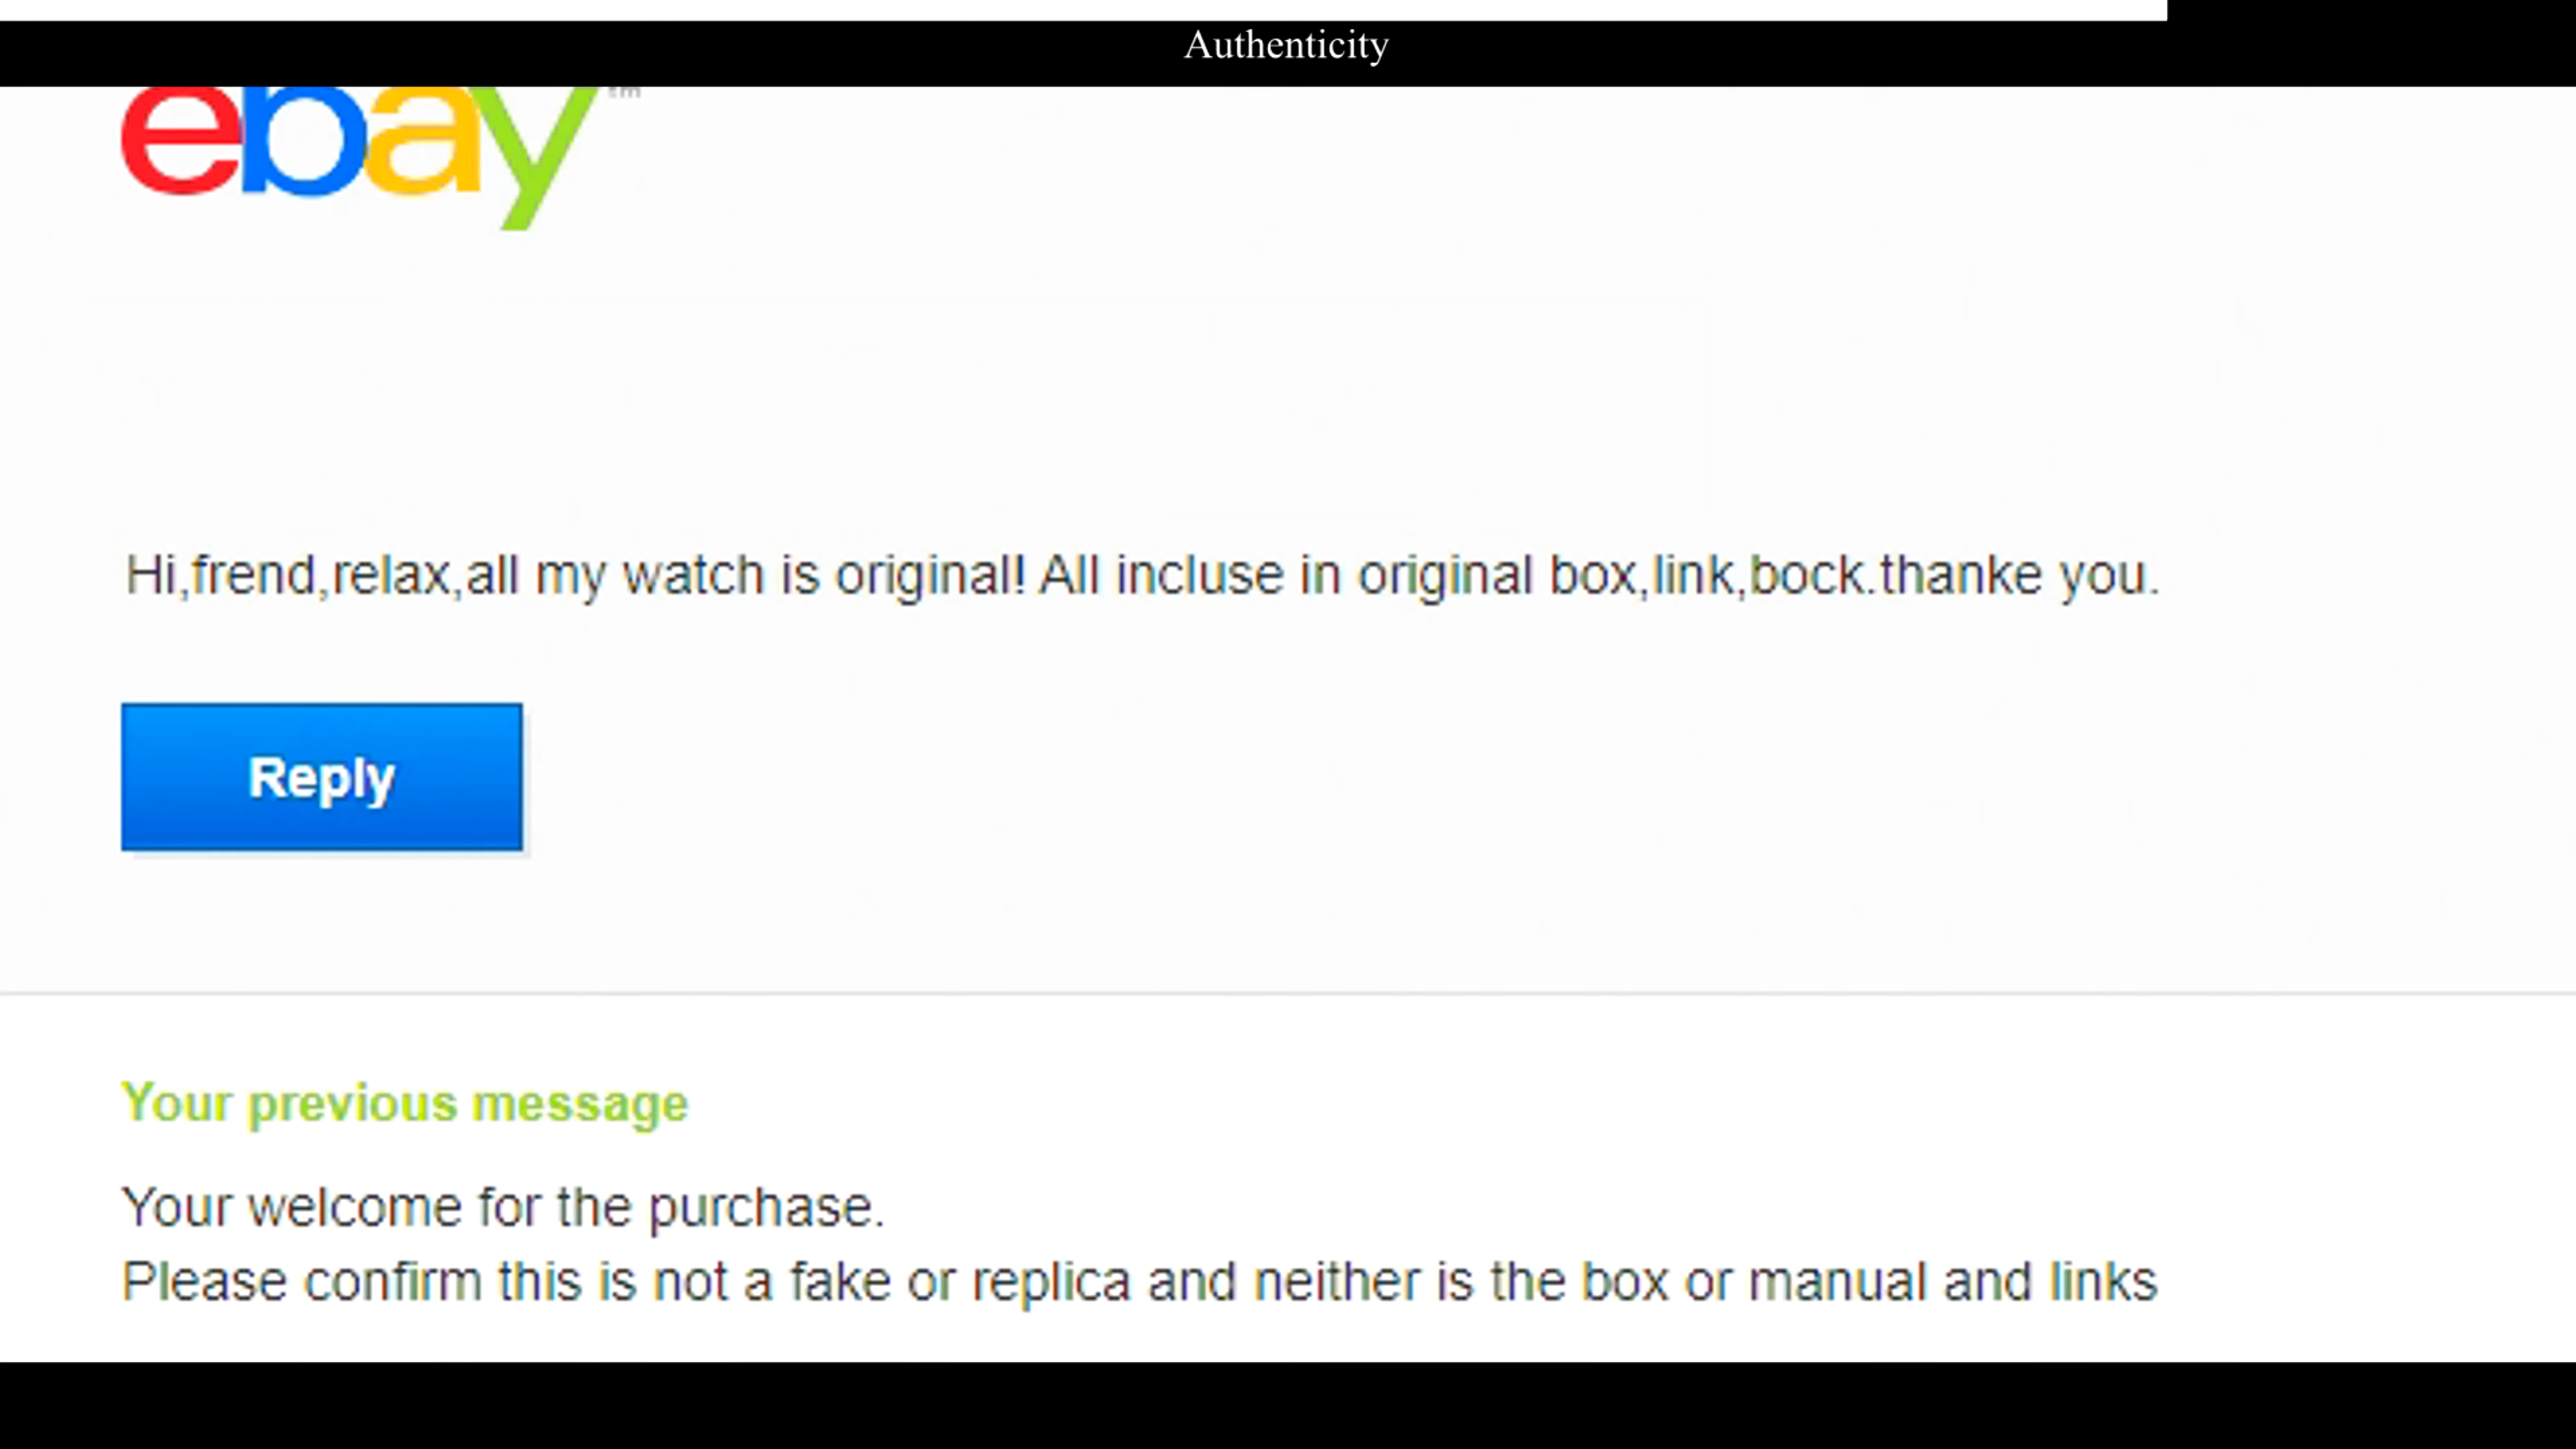 Authenticity
ebay™
Hi,frend,relax,all my watch is original! All incluse in original box,link,bock.thanke you.
Reply
Your previous message
Your welcome for the purchase.
Please confirm this is not a fake or replica and neither is the box or manual and links